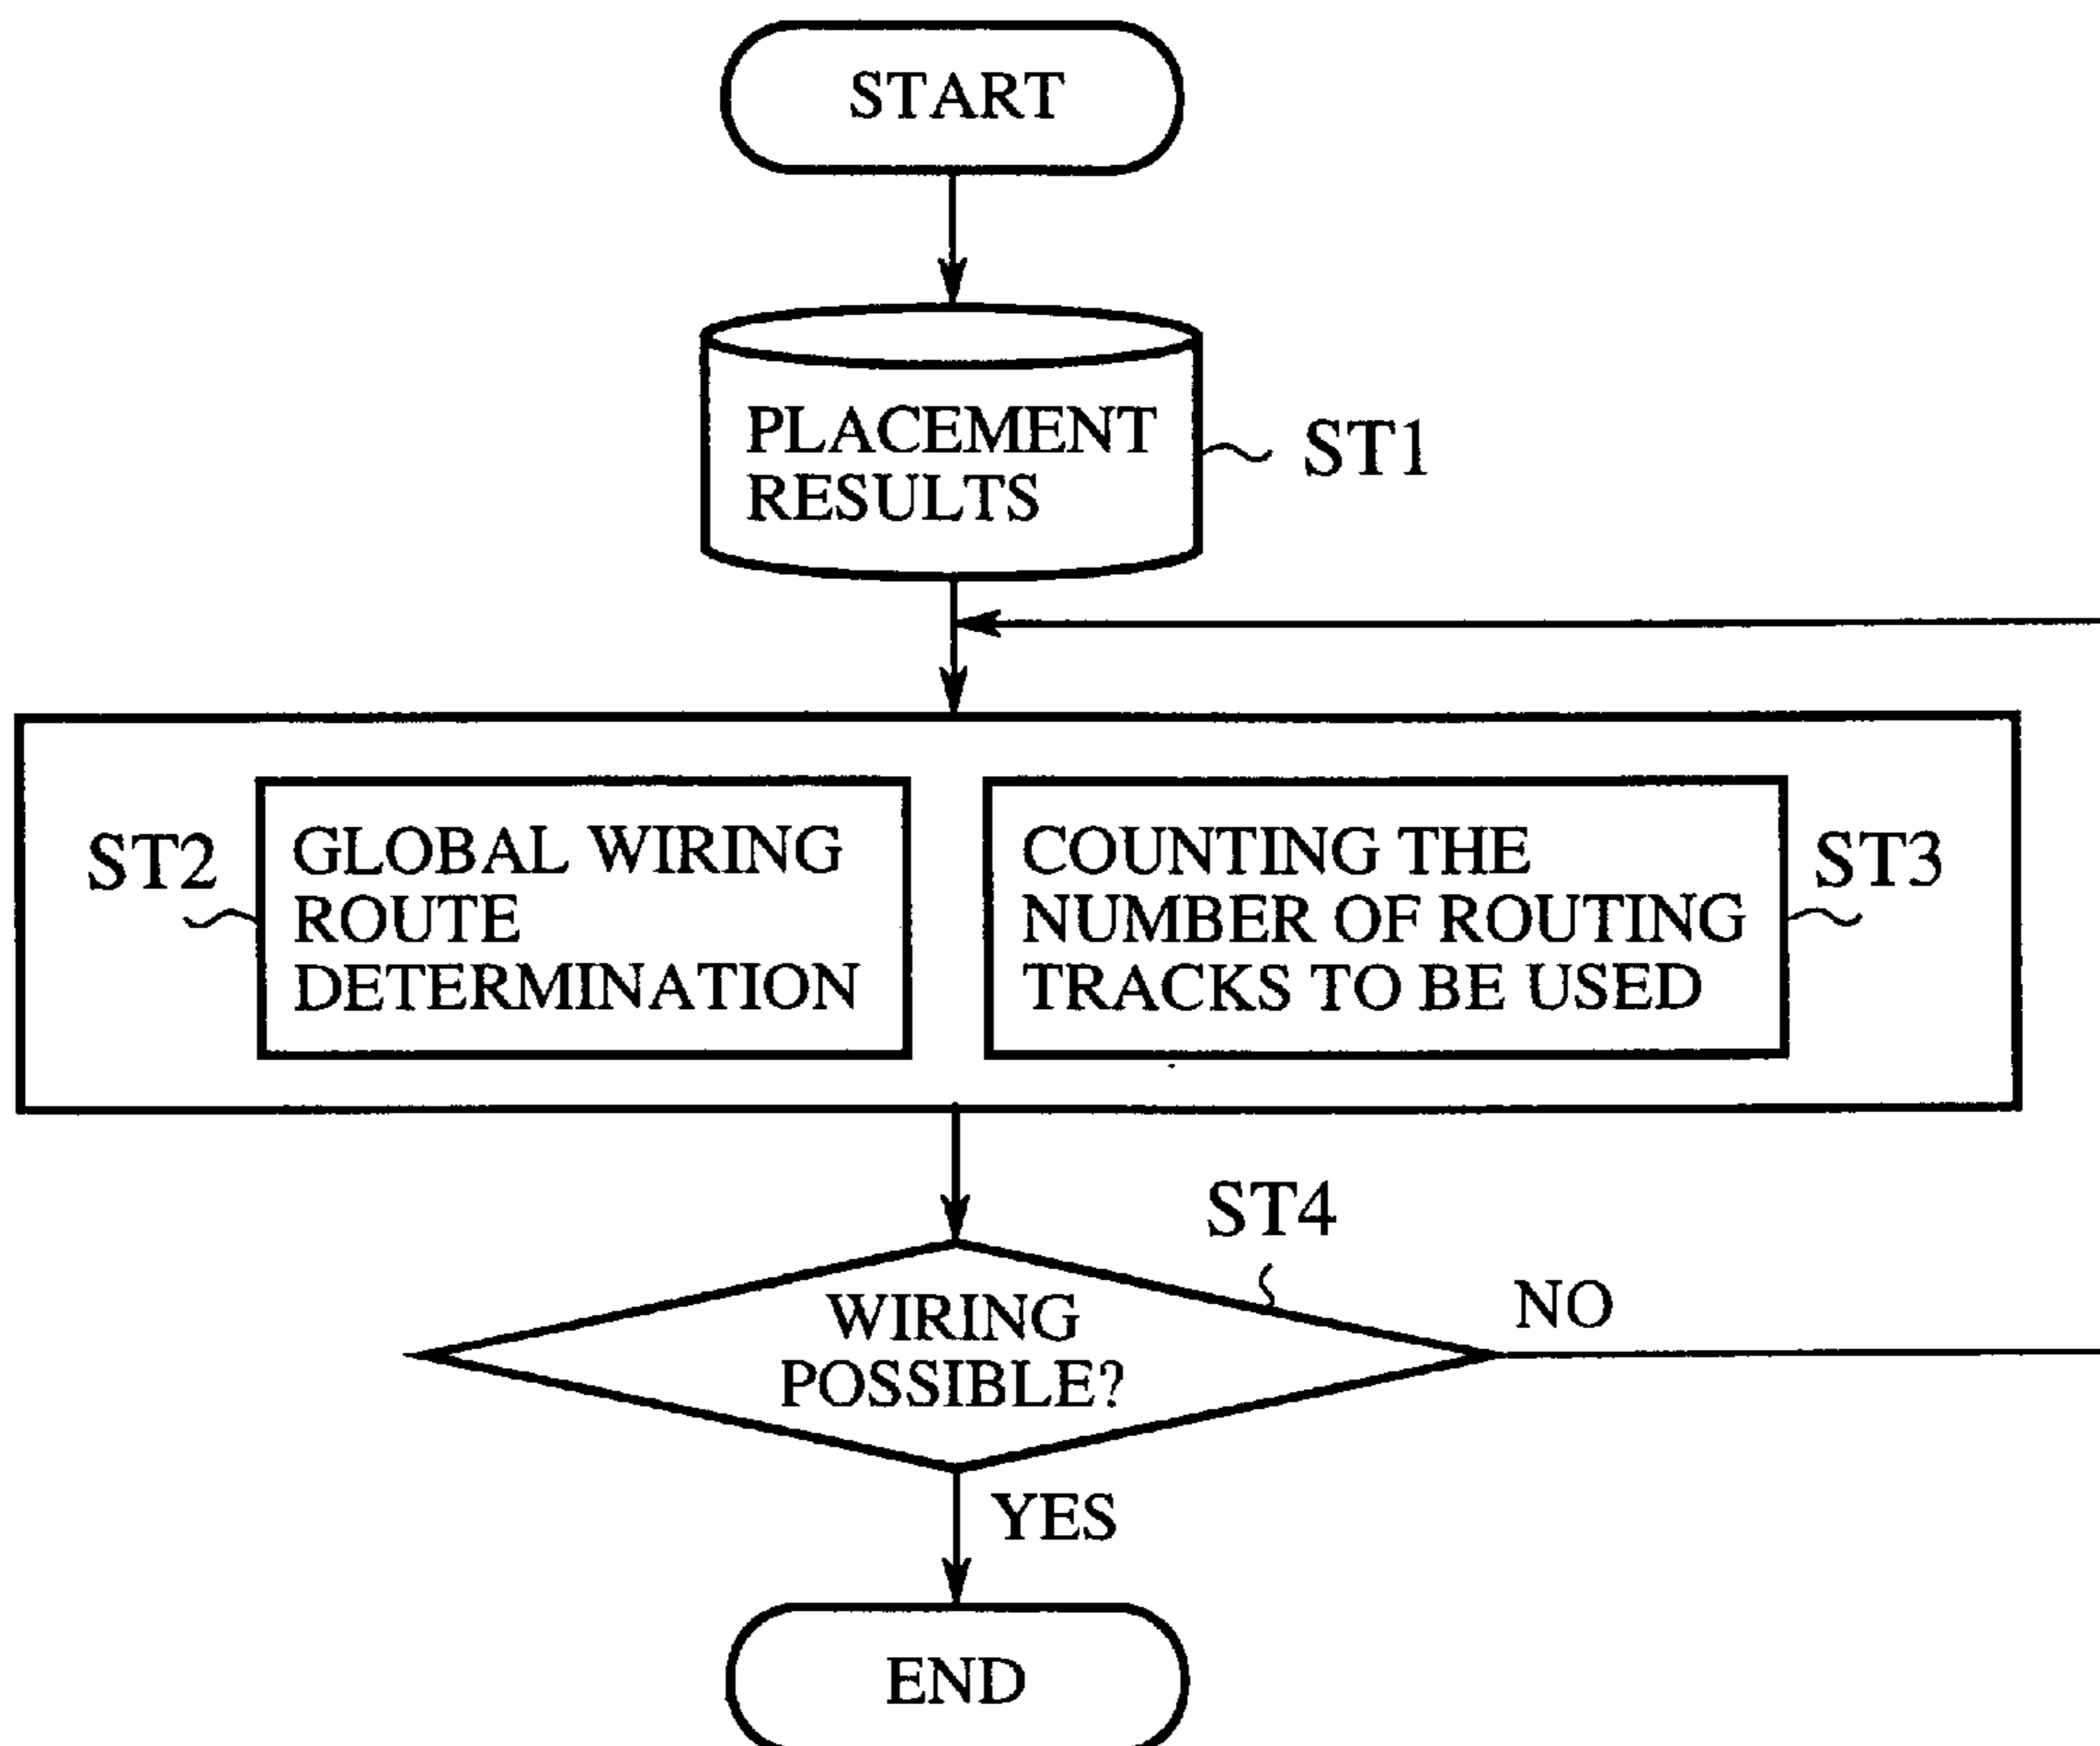 START
PLACEMENT
RESULTS
ST1
ST2
GLOBAL WIRING
ROUTE
DETERMINATION
COUNTING THE
NUMBER OF ROUTING
TRACKS TO BE USED
ST3
ST4
WIRING
POSSIBLE?
NO
YES
END